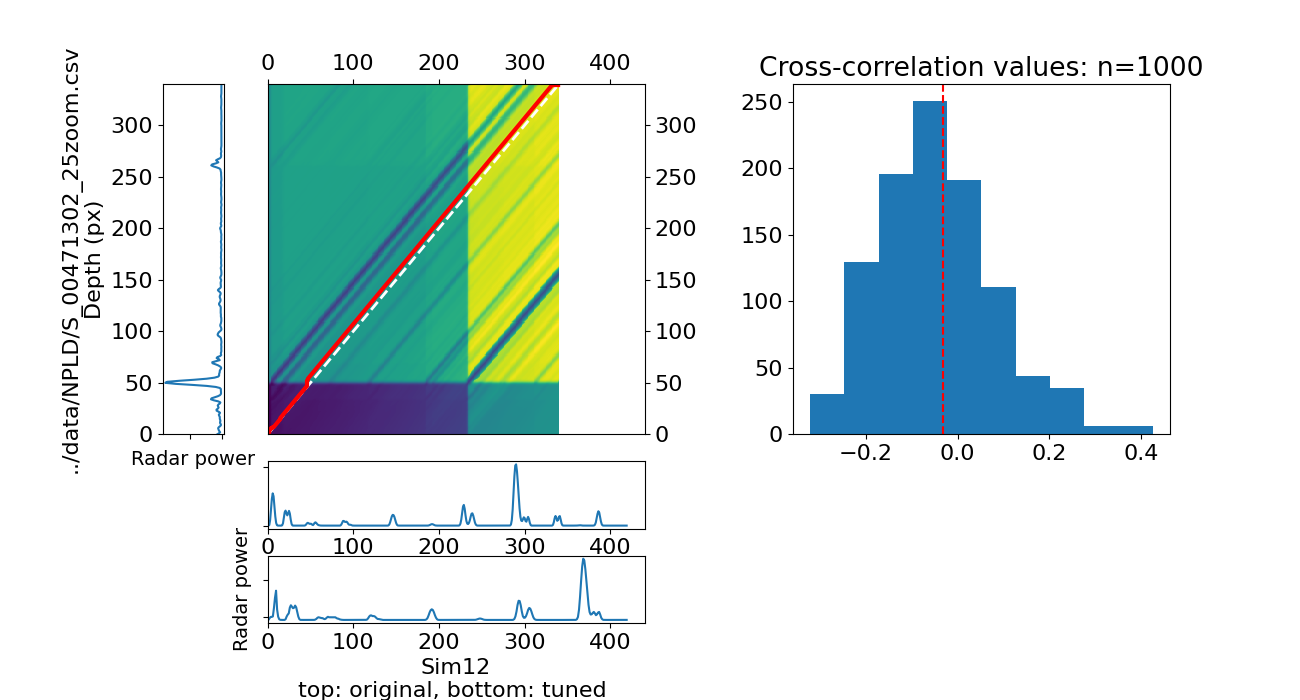 0 100 200 300 400
Cross-correlation values: n=1000
../data/NPLD/S_00471302_25zoom.csv
Depth (px)
300
250
200
150
100
50
0
300
250
200
150
100
50
0
250
200
150
100
50
0
−0.2 0.0 0.2 0.4
Radar power
0 100 200 300 400
Radar power
0 100 200 300 400
Sim12
top: original, bottom: tuned